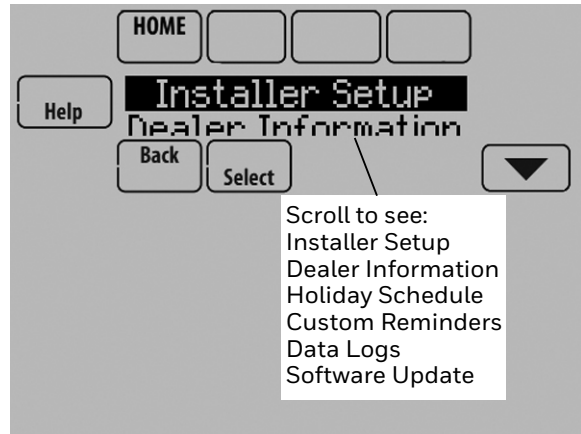 HOME
Help
Installer Setup
Dealer Information
Back
Select
Scroll to see:
Installer Setup
Dealer Information
Holiday Schedule
Custom Reminders
Data Logs
Software Update